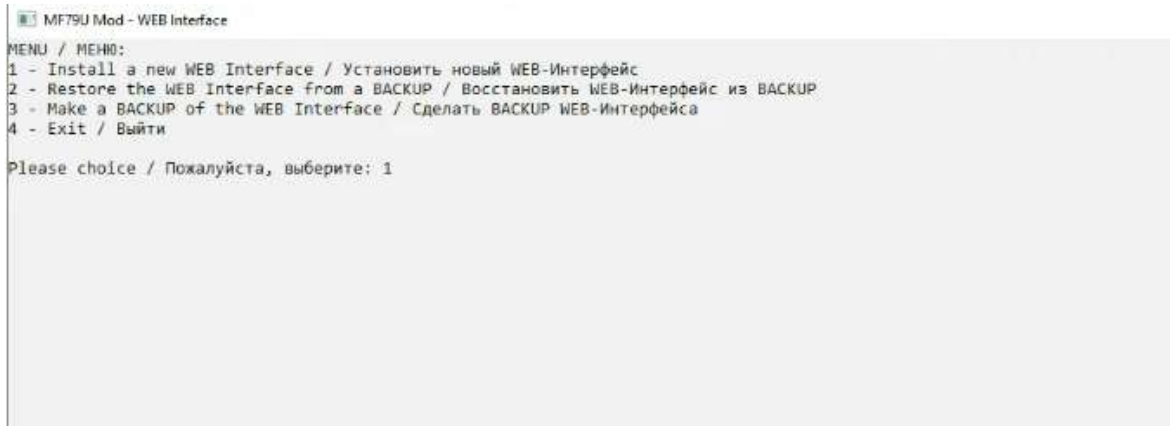 MF79U Mod - WEB Interface
MENU / МЕНЮ:
1 - Install a new WEB Interface / Установить новый WEB-Интерфейс
2 - Restore the WEB Interface from a BACKUP / Восстановить WEB-Интерфейс из BACKUP
3 - Make a BACKUP of the WEB Interface / Сделать BACKUP WEB-Интерфейса
4 - Exit / Выйти
Please choice / Пожалуйста, выберите: 1